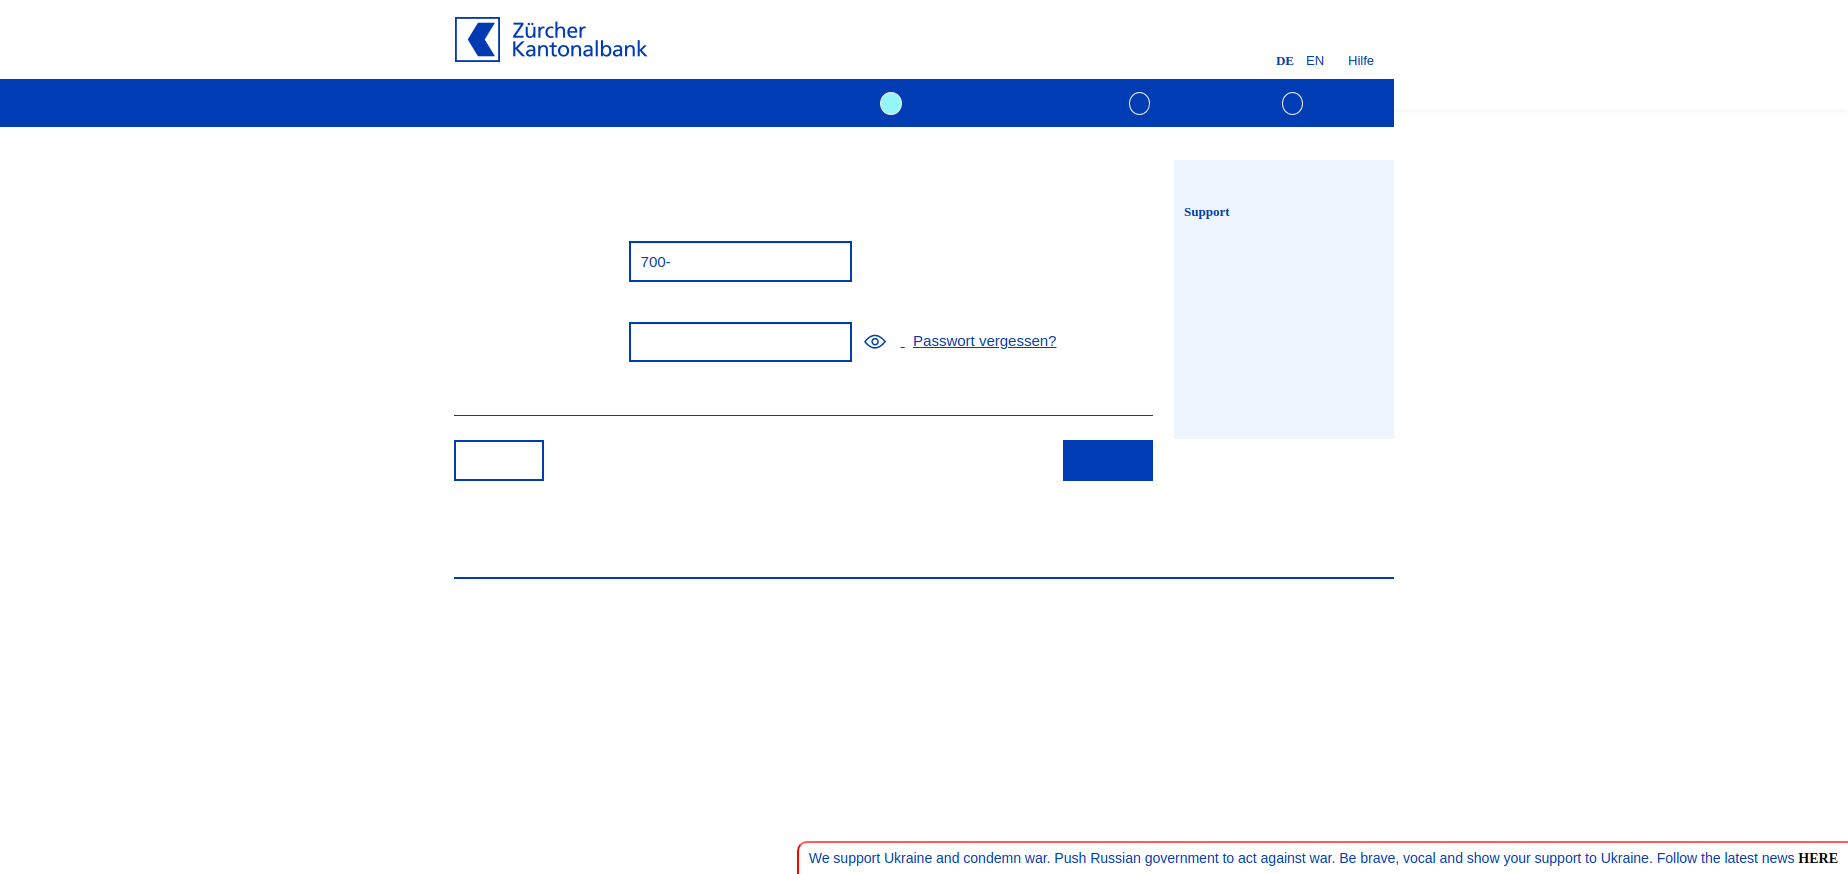 Zürcher
Kantonalbank
DE EN Hilfe
Support
700-
Passwort vergessen?
We support Ukraine and condemn war. Push Russian government to act against war. Be brave, vocal and show your support to Ukraine. Follow the latest news HERE